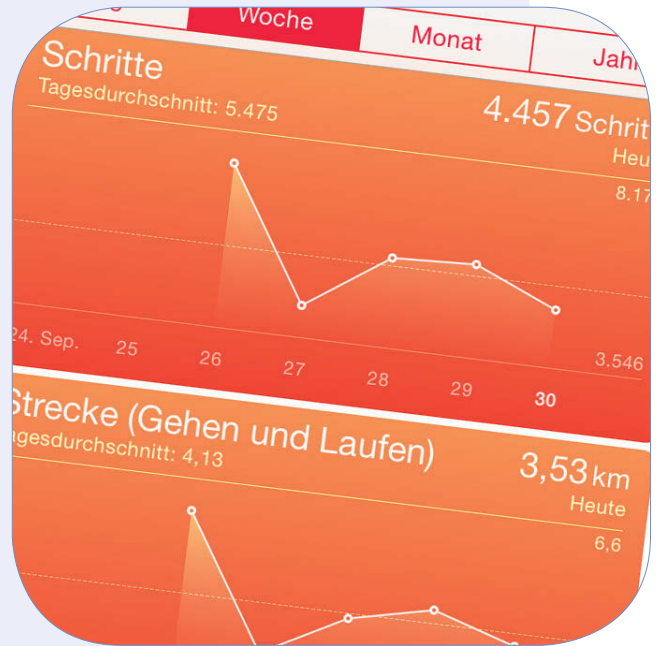 Woche
Monat
Schritte
Tagesdurchschnitt: 5.475
4.457
Heute
3.546
24. Sep.
25
26
27
28
29
30
Strecke (Gehen und Laufen)
Tagesdurchschnitt: 4,13
3,53 km
Heute
6,6